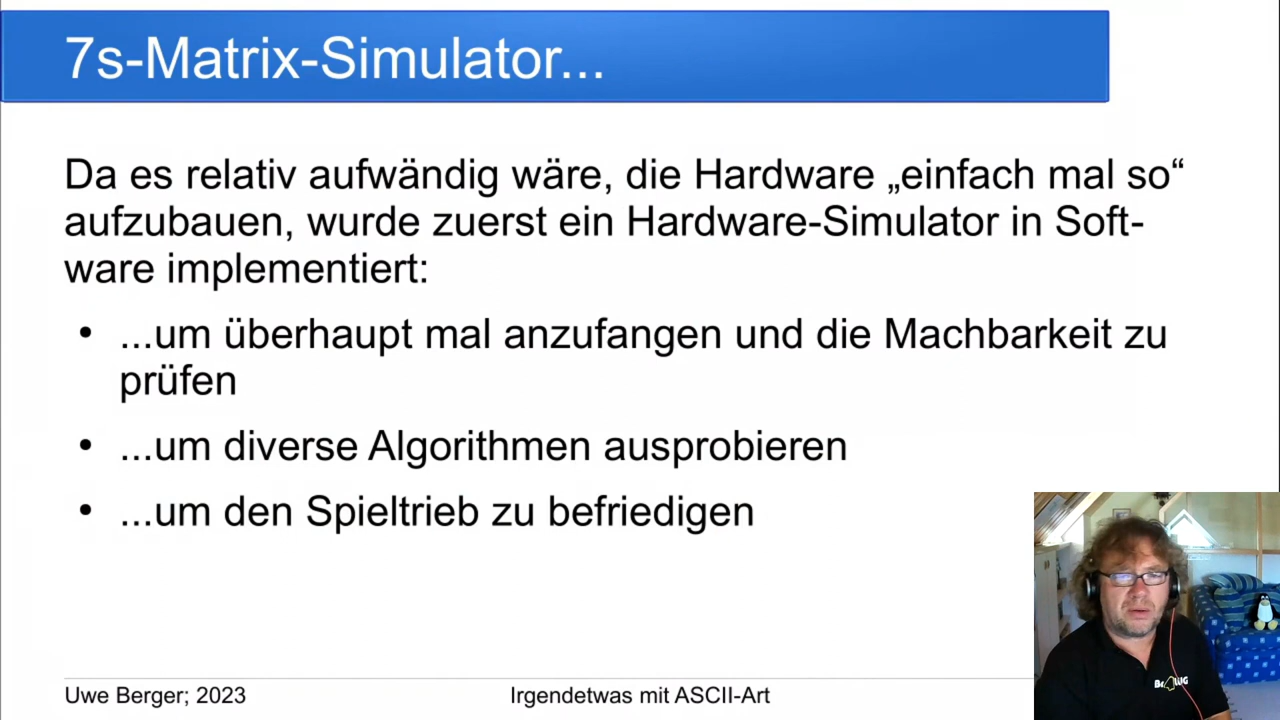 7s-Matrix-Simulator...
Da es relativ aufwändig wäre, die Hardware „einfach mal so“
aufzubauen, wurde zuerst ein Hardware-Simulator in Soft-
ware implementiert:
● ...um überhaupt mal anzufangen und die Machbarkeit zu
prüfen
● ...um diverse Algorithmen ausprobieren
● ...um den Spieltrieb zu befriedigen
Uwe Berger; 2023
Irgendetwas mit ASCII-Art